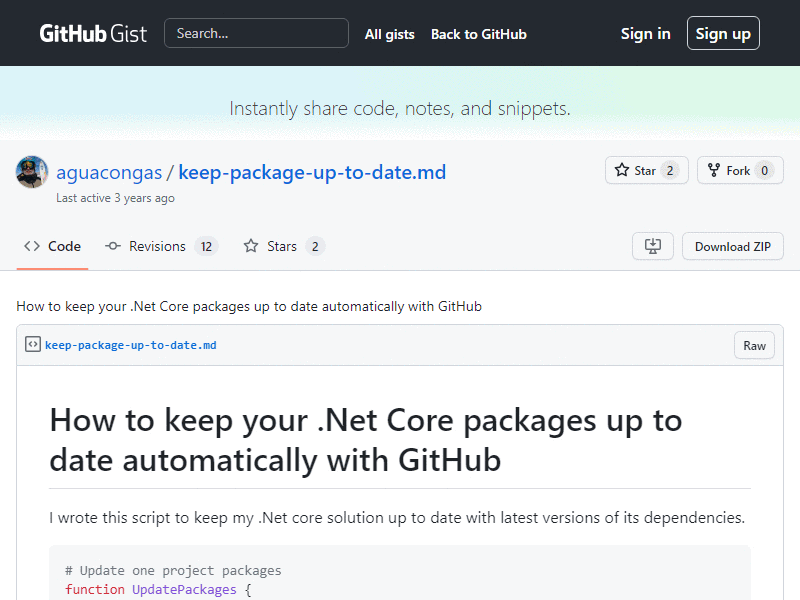 GitHub Gist Search... All gists Back to GitHub Sign in Sign up
Instantly share code, notes, and snippets.
aguacongas / keep-package-up-to-date.md Star 2 Fork 0
Last active 3 years ago
Code Revisions 12 Stars 2 Download ZIP
How to keep your .Net Core packages up to date automatically with GitHub
keep-package-up-to-date.md Raw
How to keep your .Net Core packages up to
date automatically with GitHub
I wrote this script to keep my .Net core solution up to date with latest versions of its dependencies.
# Update one project packages
function UpdatePackages {